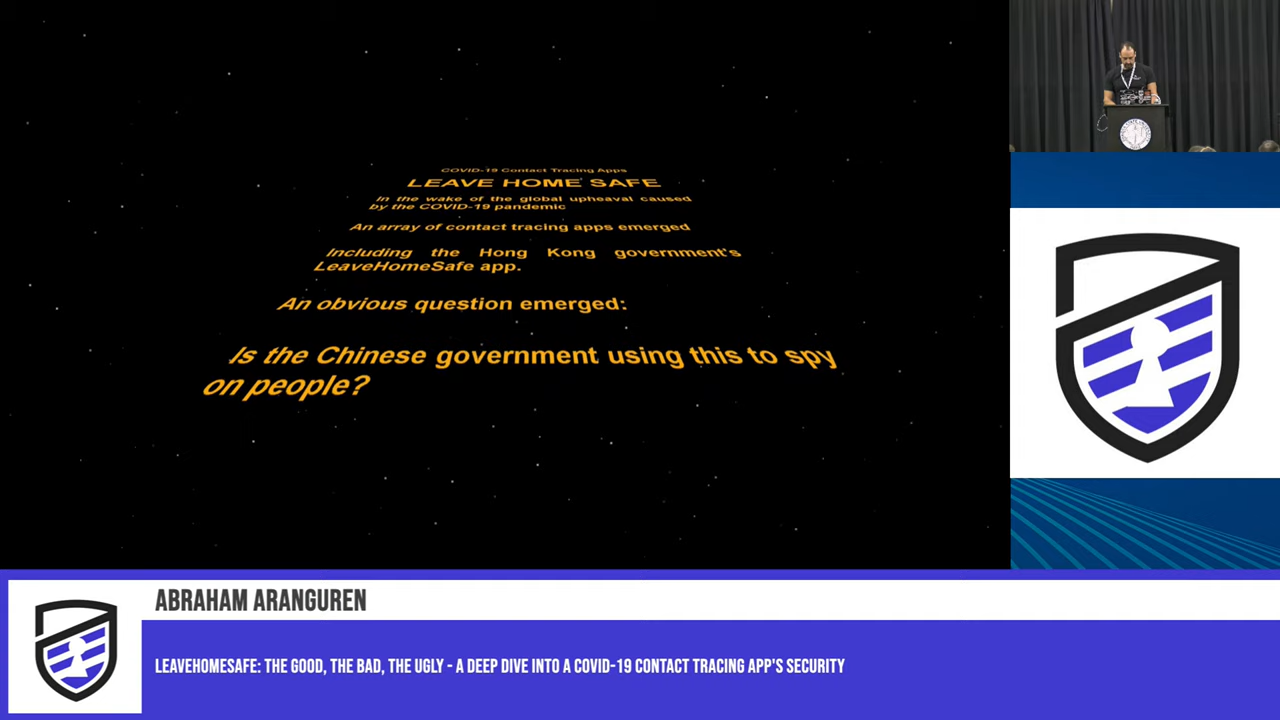 COVID-19 Contact Tracing Apps
LEAVE HOME SAFE
In the wake of the global upheaval caused
by the COVID-19 pandemic
An array of contact tracing apps emerged
Including the Hong Kong government's
LeaveHomeSafe app.
An obvious question emerged:
Is the Chinese government using this to spy
on people?
ABRAHAM ARANGUREN
LEAVEHOMESAFE: THE GOOD, THE BAD, THE UGLY - A DEEP DIVE INTO A COVID-19 CONTACT TRACING APP'S SECURITY